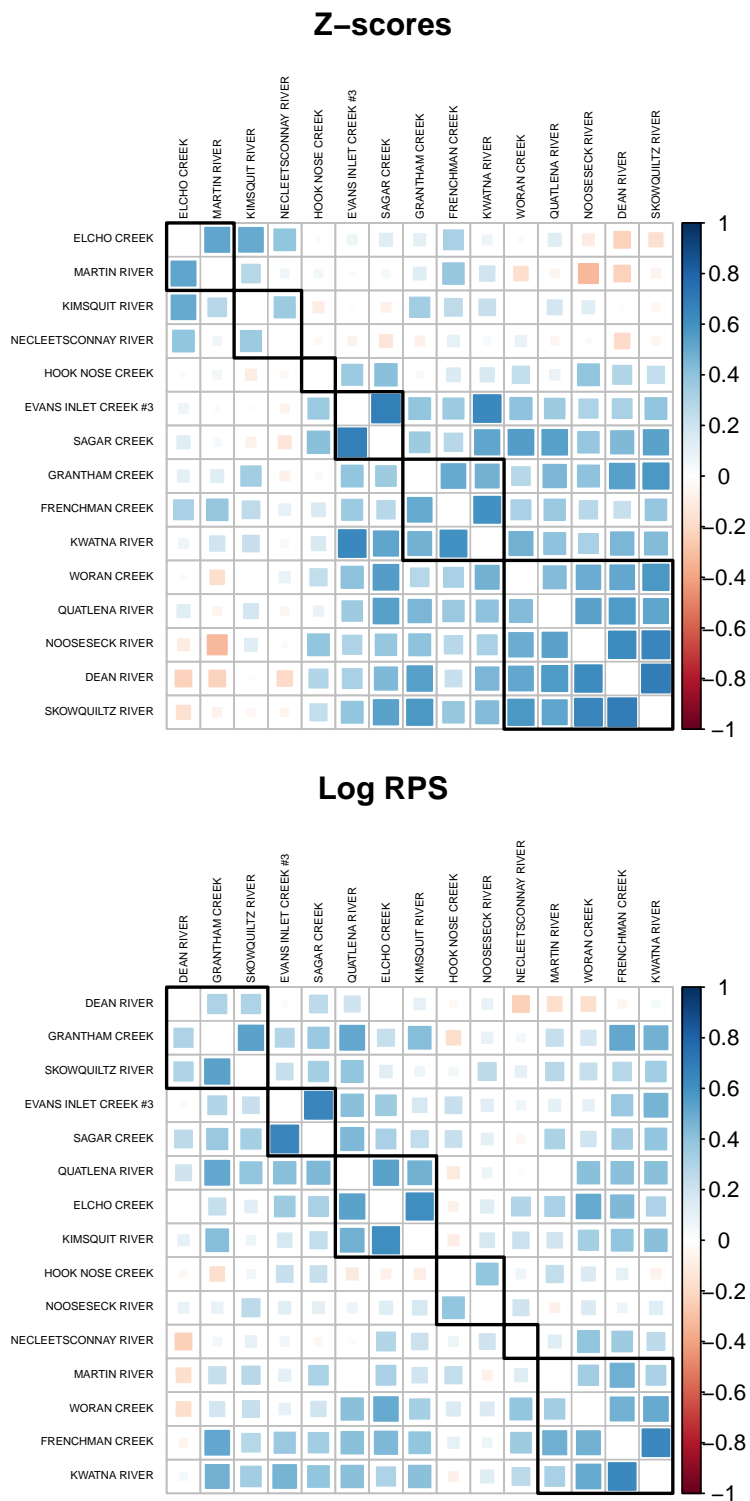 Z−scores
ELCHO CREEK
MARTIN RIVER
KIMSQUIT RIVER
NECLEETSCONNAY RIVER
HOOK NOSE CREEK
EVANS INLET CREEK #3
SAGAR CREEK
GRANTHAM CREEK
FRENCHMAN CREEK
KWATNA RIVER
WORAN CREEK
QUATLENA RIVER
NOOSESECK RIVER
DEAN RIVER
SKOWQUILTZ RIVER
ELCHO CREEK
MARTIN RIVER
KIMSQUIT RIVER
NECLEETSCONNAY RIVER
HOOK NOSE CREEK
EVANS INLET CREEK #3
SAGAR CREEK
GRANTHAM CREEK
FRENCHMAN CREEK
KWATNA RIVER
WORAN CREEK
QUATLENA RIVER
NOOSESECK RIVER
DEAN RIVER
SKOWQUILTZ RIVER
1
0.8
0.6
0.4
0.2
0
−0.2
−0.4
−0.6
−0.8
−1
Log RPS
DEAN RIVER
GRANTHAM CREEK
SKOWQUILTZ RIVER
EVANS INLET CREEK #3
SAGAR CREEK
QUATLENA RIVER
ELCHO CREEK
KIMSQUIT RIVER
HOOK NOSE CREEK
NOOSESECK RIVER
NECLEETSCONNAY RIVER
MARTIN RIVER
WORAN CREEK
FRENCHMAN CREEK
KWATNA RIVER
DEAN RIVER
GRANTHAM CREEK
SKOWQUILTZ RIVER
EVANS INLET CREEK #3
SAGAR CREEK
QUATLENA RIVER
ELCHO CREEK
KIMSQUIT RIVER
HOOK NOSE CREEK
NOOSESECK RIVER
NECLEETSCONNAY RIVER
MARTIN RIVER
WORAN CREEK
FRENCHMAN CREEK
KWATNA RIVER
1
0.8
0.6
0.4
0.2
0
−0.2
−0.4
−0.6
−0.8
−1